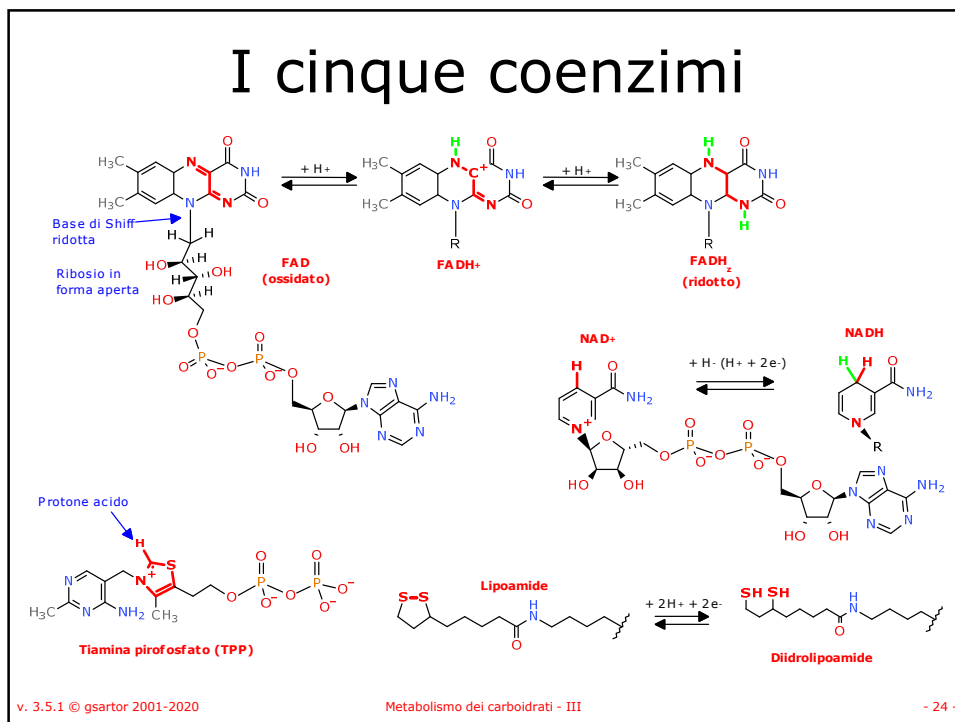 I cinque coenzimi
H
O
H₃C
N
NH
H₃C
N
N
O
+ H+
H
O
H₃C
N
C+
NH
H₃C
N
N
O
R
+ H+
H
O
H₃C
N
NH
H₃C
N
N
O
H
R
Base di Shiff
ridotta
H
H
HO
H
H
OH
HO
H
Ribosio in
forma aperta
FAD
(ossidato)
FADH+
FADH₂
(ridotto)
O
O
O
P
O
P
O
O−
O−
O
O
N
N
N
N
NH₂
HO
OH
NAD+
H
O
NH₂
N+
+ H- (H+ + 2e-)
NADH
H
H
O
NH₂
N
R
O
HO
OH
O
O
O
P
O
P
O
O−
O−
O
N
N
N
N
NH₂
HO
OH
Protone acido
H
S
N+
N
H₃C
N
NH₂
CH₃
O
O
O
P
O
P
O−
O−
O−
Tiamina pirofosfato (TPP)
Lipoamide
S
S
H
N
O
+ 2H+ + 2e-
SH
SH
H
N
O
Diidrolipoamide
v. 3.5.1 © gsartor 2001-2020
Metabolismo dei carboidrati - III
- 24 -